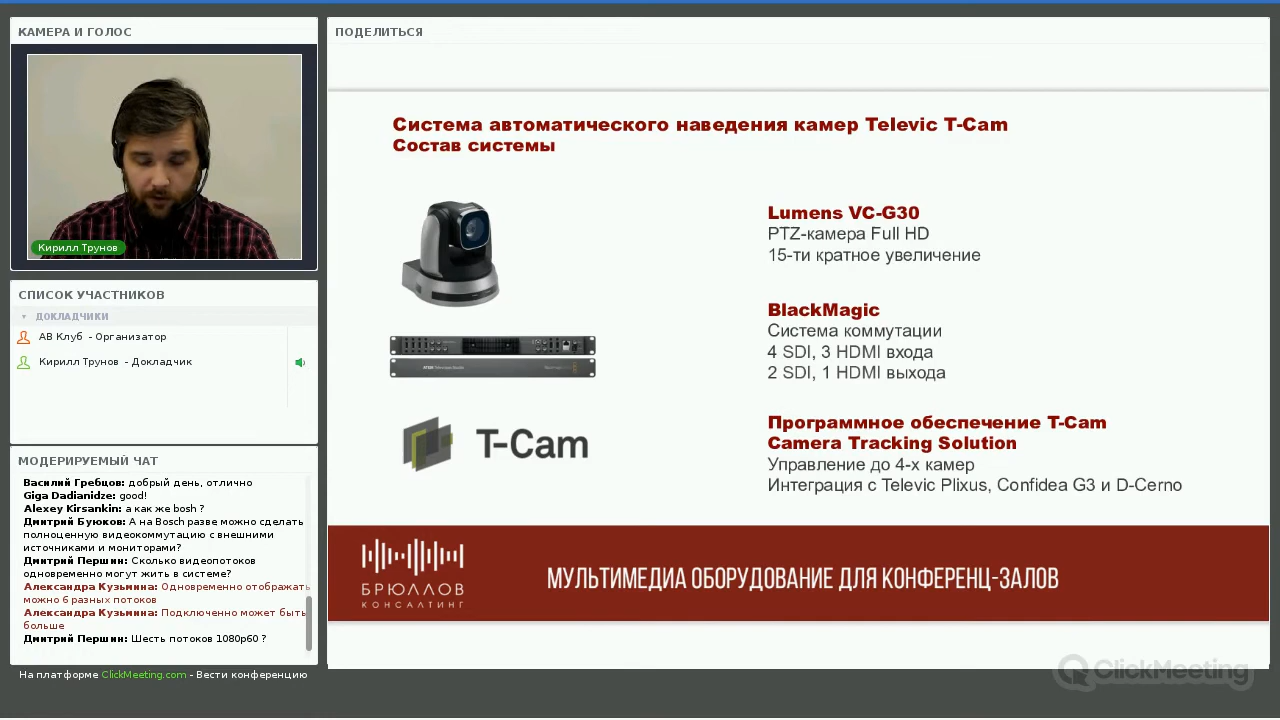 КАМЕРА И ГОЛОС
Кирилл Трунов
СПИСОК УЧАСТНИКОВ
ДОКЛАДЧИКИ
АВ Клуб - Организатор
Кирилл Трунов - Докладчик
МОДЕРИРУЕМЫЙ ЧАТ
Василий Гребцов: добрый день, отлично
Giga Dadianidze: good!
Alexey Kirsankin: а как же bosh ?
Дмитрий Буюков: А на Bosch разве можно сделать
полноценную видеокоммутацию с внешними
источниками и мониторами?
Дмитрий Першин: Сколько видеопотоков
одновременно могут жить в системе?
Александра Кузьмина: Одновременно отображать
можно 6 разных потоков
Александра Кузьмина: Подключенно может быть
больше
Дмитрий Першин: Шесть потоков 1080p60 ?
На платформе ClickMeeting.com - Вести конференцию
ПОДЕЛИТЬСЯ
Система автоматического наведения камер Televic T-Cam
Состав системы
Lumens VC-G30
PTZ-камера Full HD
15-ти кратное увеличение
BlackMagic
Система коммутации
4 SDI, 3 HDMI входа
2 SDI, 1 HDMI выхода
T-Cam
Программное обеспечение T-Cam
Camera Tracking Solution
Управление до 4-х камер
Интеграция с Televic Plixus, Confidea G3 и D-Cerno
БРЮЛЛОВ
КОНСАЛТИНГ
МУЛЬТИМЕДИА ОБОРУДОВАНИЕ ДЛЯ КОНФЕРЕНЦ-ЗАЛОВ
ClickMeeting